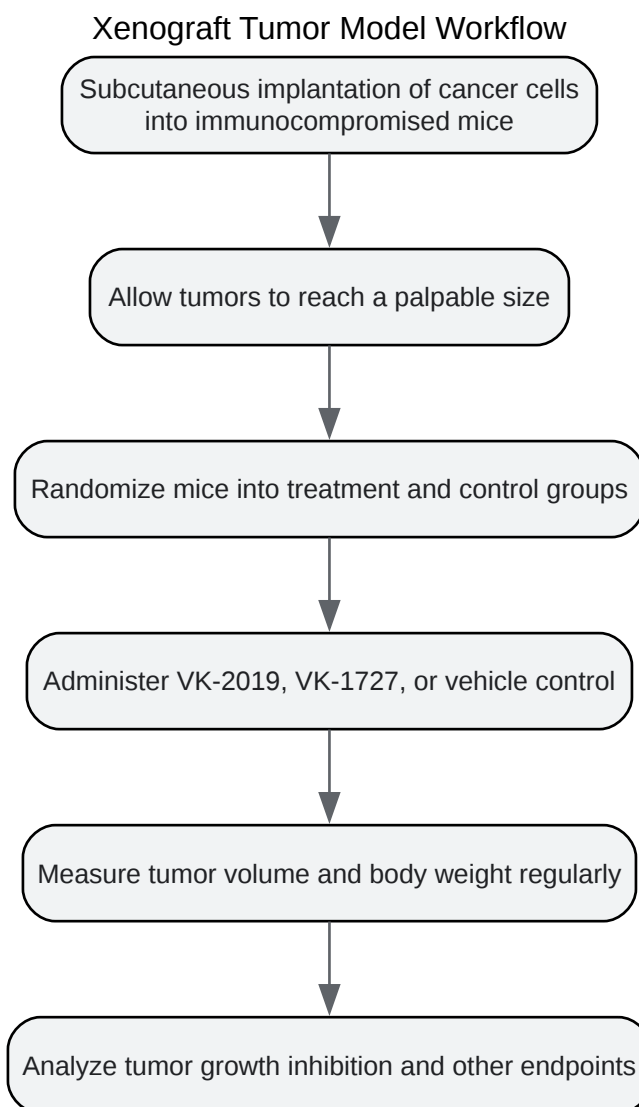 Xenograft Tumor Model Workflow
Subcutaneous implantation of cancer cells
into immunocompromised mice
Allow tumors to reach a palpable size
Randomize mice into treatment and control groups
Administer VK-2019, VK-1727, or vehicle control
Measure tumor volume and body weight regularly
Analyze tumor growth inhibition and other endpoints